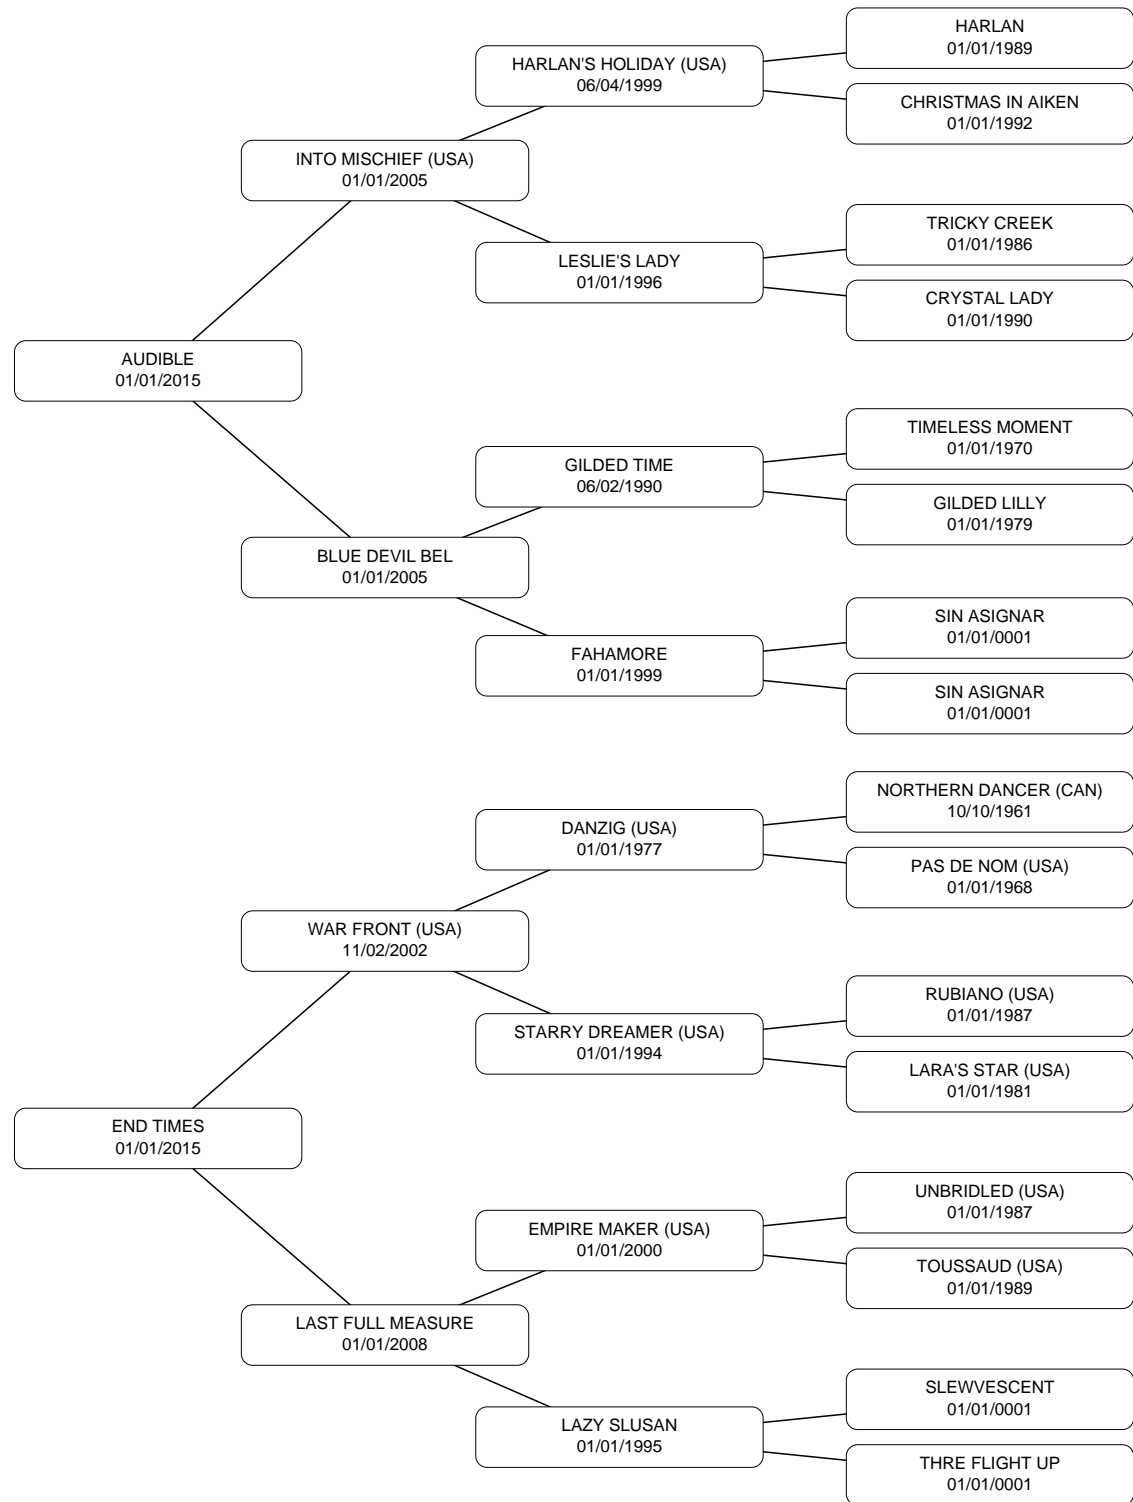 HARLAN
01/01/1989
HARLAN'S HOLIDAY (USA)
06/04/1999
CHRISTMAS IN AIKEN
01/01/1992
INTO MISCHIEF (USA)
01/01/2005
TRICKY CREEK
01/01/1986
LESLIE'S LADY
01/01/1996
CRYSTAL LADY
01/01/1990
AUDIBLE
01/01/2015
TIMELESS MOMENT
01/01/1970
GILDED TIME
06/02/1990
GILDED LILLY
01/01/1979
BLUE DEVIL BEL
01/01/2005
SIN ASIGNAR
01/01/0001
FAHAMORE
01/01/1999
SIN ASIGNAR
01/01/0001
NORTHERN DANCER (CAN)
10/10/1961
DANZIG (USA)
01/01/1977
PAS DE NOM (USA)
01/01/1968
WAR FRONT (USA)
11/02/2002
RUBIANO (USA)
01/01/1987
STARRY DREAMER (USA)
01/01/1994
LARA'S STAR (USA)
01/01/1981
END TIMES
01/01/2015
UNBRIDLED (USA)
01/01/1987
EMPIRE MAKER (USA)
01/01/2000
TOUSSAUD (USA)
01/01/1989
LAST FULL MEASURE
01/01/2008
SLEWVESCENT
01/01/0001
LAZY SLUSAN
01/01/1995
THRE FLIGHT UP
01/01/0001